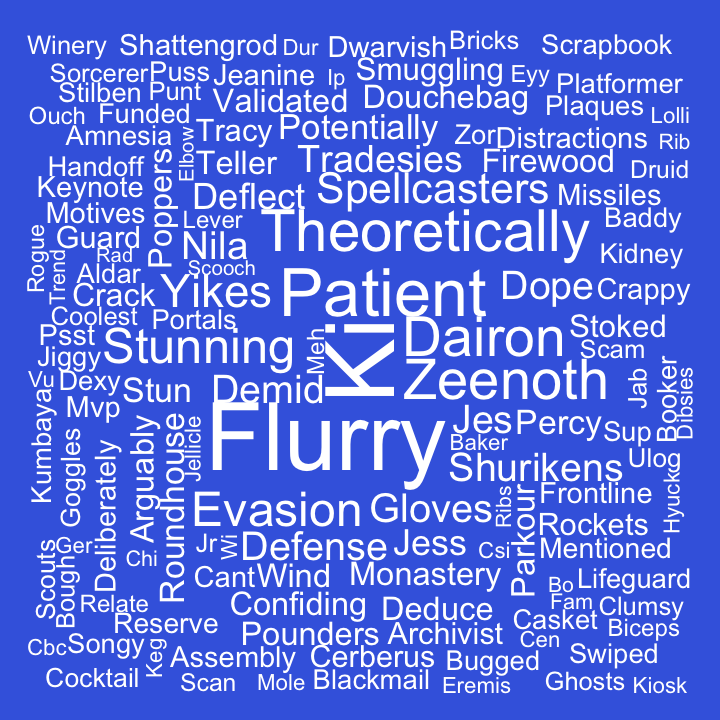 Winery Shattengrod Dur Dwarvish Bricks Scrapbook
Sorcerer Puss Jeanine Ip Smuggling Eyy Platformer
Stilben Punt Validated Douchebag Plaques Lolli
Ouch Funded Tracy Potentially Zor Distractions Rib
Amnesia Elbow Teller Tradesies Firewood Druid
Handoff Poppers Deflect Spellcasters Missiles
Keynote Lever Theoretically Baddy
Motives Guard Nila Kidney
Rogue Trend Rad Scooch
Aldar Yikes Patient Dope Crappy
Crack Portals
Coolest Stunning Meh Ki Dairon Stoked
Psst Scam
Jiggy Dexy Stun Demid Zeenoth Jab Booker Dibsies
Mvp Flurry Jes Percy Sup
Kumbaya Goggles Deliberately Arguably Roundhouse Jellicle Baker
Shurikens Ulog Hyuck
Evasion Gloves Ribs Parkour Frontline
Rockets
Ger Jr Wi Defense Jess Csi Mentioned
Scouts Bough Chi Cant Wind Monastery Bo Lifeguard
Relate Confiding Deduce Fam Clumsy
Reserve Pounders Archivist Casket Biceps
Cbc Songy Keg Cen
Assembly Cerberus Bugged Swiped
Cocktail Scan Mole Blackmail Eremis Ghosts Kiosk